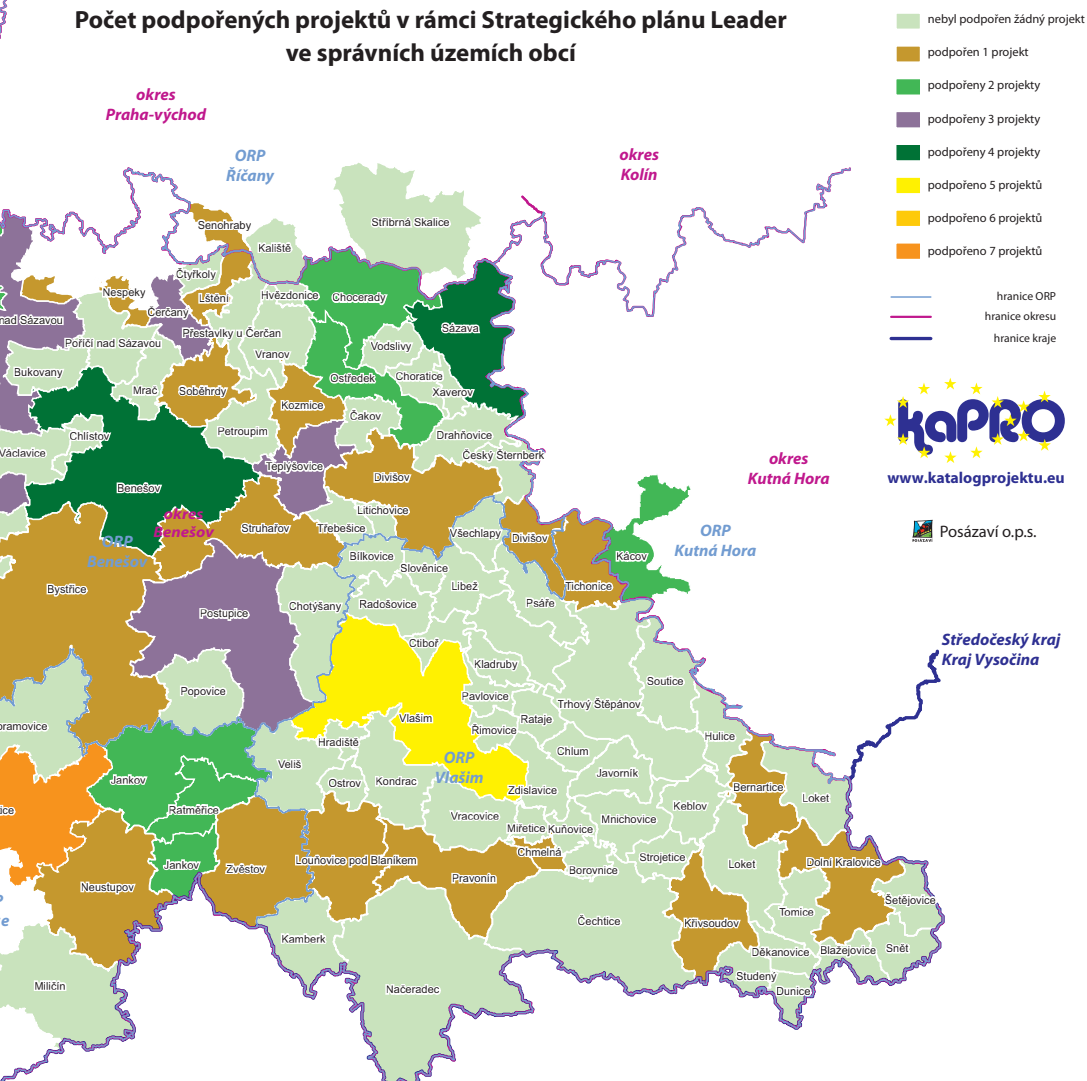 Počet podpořených projektů v rámci Strategického plánu Leader
ve správních územích obcí
nebyl podpořen žádný projekt
podpořen 1 projekt
podpořeny 2 projekty
podpořeny 3 projekty
podpořeny 4 projekty
podpořeno 5 projektů
podpořeno 6 projektů
podpořeno 7 projektů
hranice ORP
hranice okresu
hranice kraje
kaPRO
www.katalogprojektu.eu
POSÁZAVÍ
Posázaví o.p.s.
okres
Praha-východ
ORP
Říčany
okres
Kolín
Stříbrná Skalice
Senohraby
Kaliště
Čtyřkoly
Nespeky
Lštění
Hvězdonice
Chocerady
Čerčany
nad Sázavou
Přestavlky u Čerčan
Sázava
Poříčí nad Sázavou
Vranov
Vodslivy
Bukovany
Mrač
Soběhrdy
Ostředek
Choratice
Xaverov
Kozmice
Čakov
Chlístov
Petroupim
Drahňovice
Václavice
Český Šternberk
Teplýšovice
Divišov
okres
Kutná Hora
Benešov
Litichovice
okres
Benešov
Struhařov
Třebešice
Všechlapy
Divišov
ORP
Kutná Hora
ORP
Benešov
Bílkovice
Slověnice
Kácov
Bystřice
Libež
Tichonice
Chotýšany
Radošovice
Psáře
Postupice
Ctiboř
Středočeský kraj
Kraj Vysočina
Kladruby
Soutice
Popovice
Pavlovice
Trhový Štěpánov
Vlašim
Rataje
oramovice
Římovice
Hulice
Hradiště
Chlum
ORP
Vlašim
Veliš
Javorník
Jankov
Ostrov
Kondrac
Zdislavice
Bernartice
Loket
Keblov
ice
Ratměřice
Vracovice
Mnichovice
Miřetice
Kuňovice
Chmelná
Jankov
Zvěstov
Louňovice pod Blaníkem
Borovnice
Strojetice
Loket
Dolní Kralovice
Neustupov
Pravonín
Šetějovice
P
e
Čechtice
Křivsoudov
Tomice
Kamberk
Děkanovice
Blažejovice
Snět
Miličín
Načeradec
Studený
Dunice